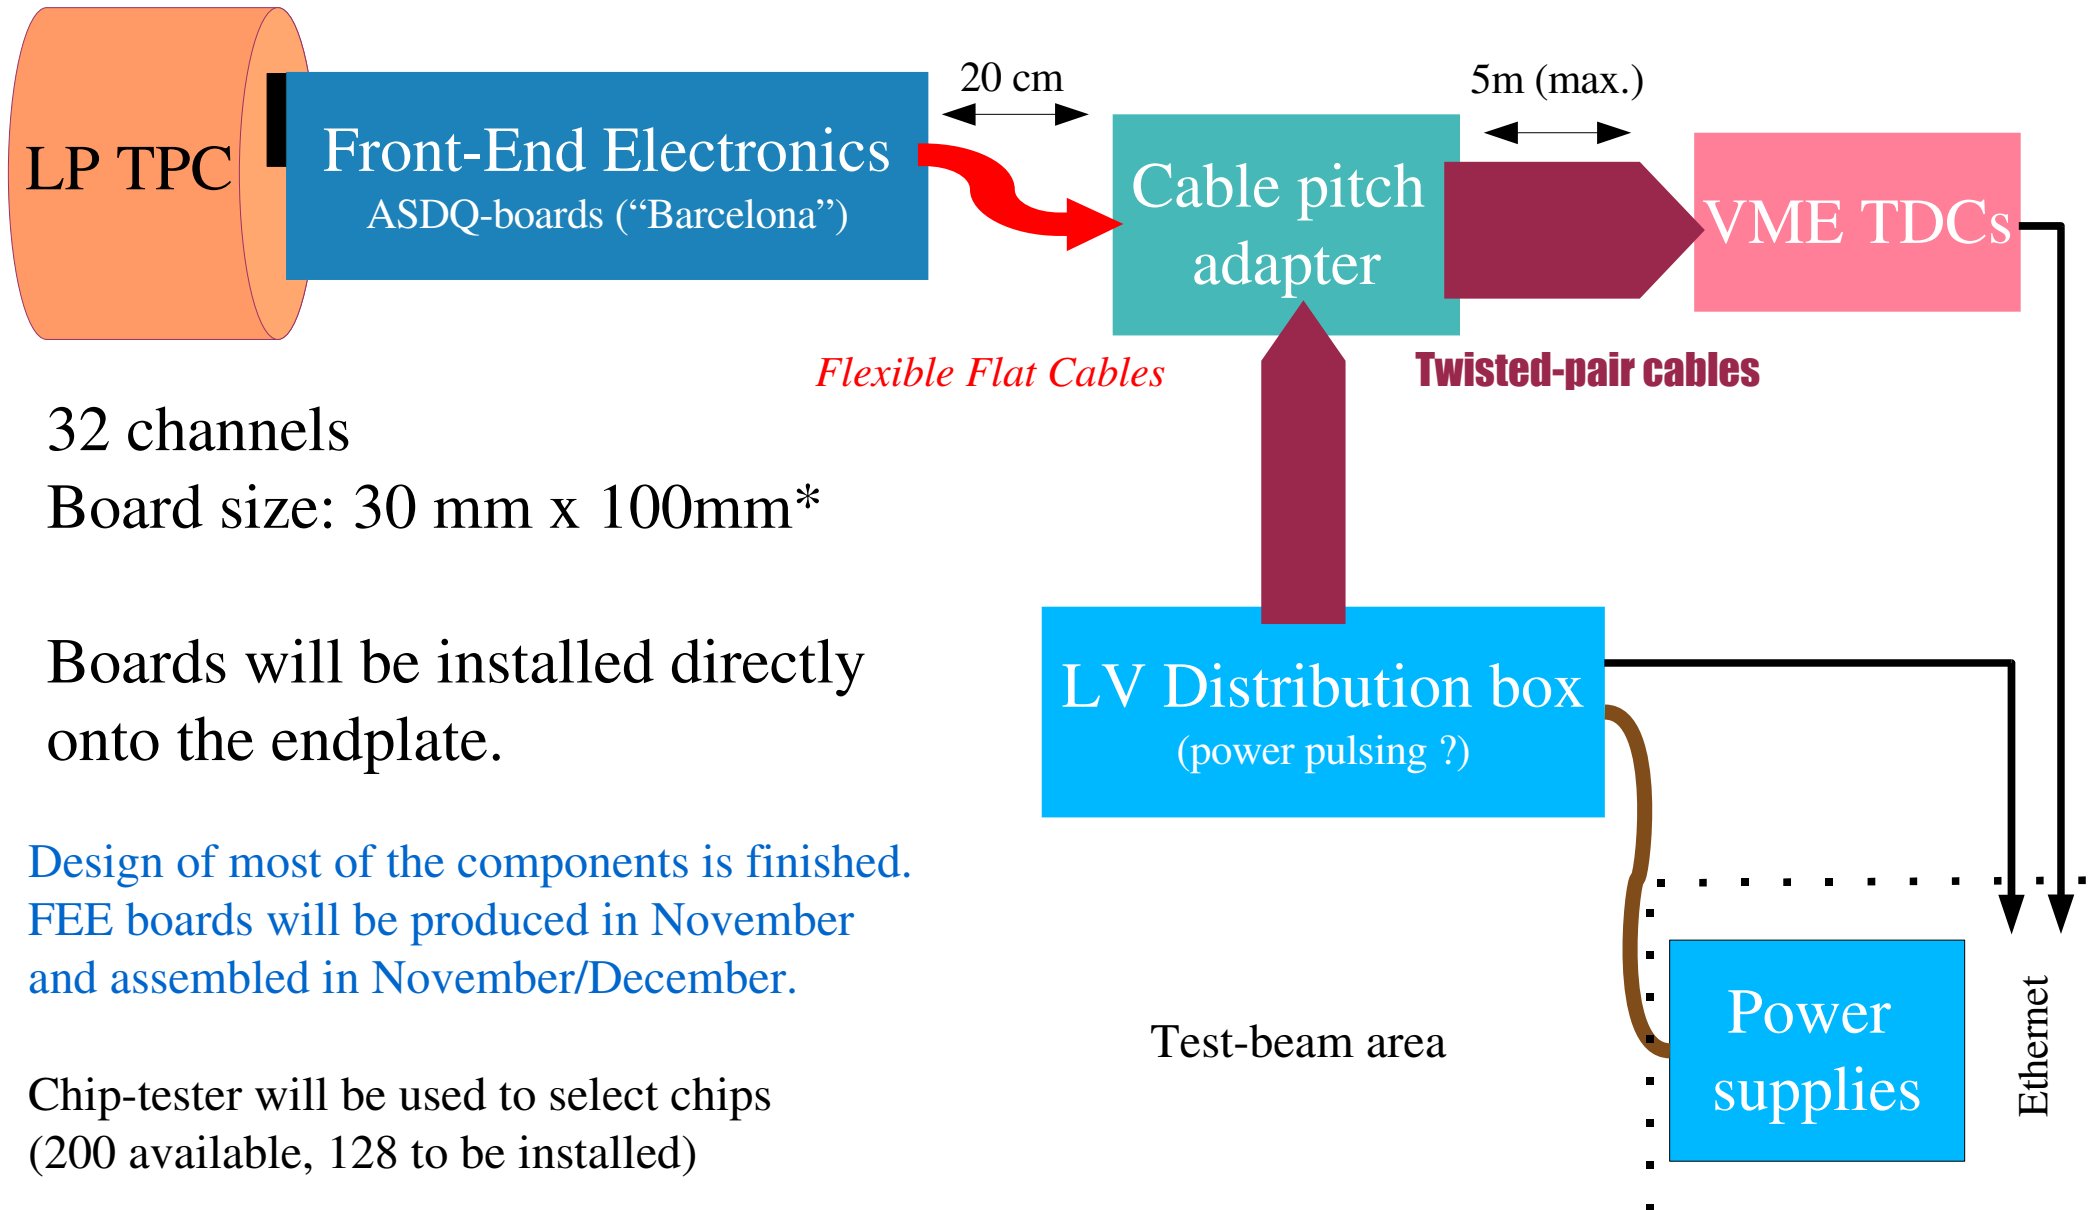 20 cm
5m (max.)
LP TPC
Front-End Electronics
ASDQ-boards (“Barcelona”)
Cable pitch
adapter
VME TDCs
Flexible Flat Cables
Twisted-pair cables
32 channels
Board size: 30 mm x 100mm*
Boards will be installed directly
onto the endplate.
LV Distribution box
(power pulsing ?)
Design of most of the components is finished.
FEE boards will be produced in November
and assembled in November/December.
Test-beam area
Power
supplies
Ethernet
Chip-tester will be used to select chips
(200 available, 128 to be installed)